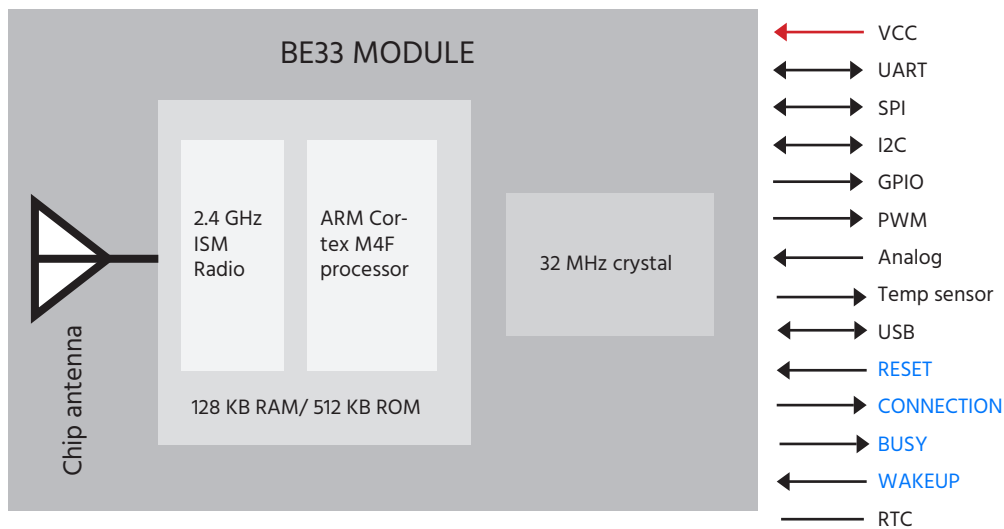 BE33 MODULE
Chip antenna
2.4 GHz
ISM
Radio
ARM Cor-
tex M4F
processor
128 KB RAM/ 512 KB ROM
32 MHz crystal
VCC
UART
SPI
I2C
GPIO
PWM
Analog
Temp sensor
USB
RESET
CONNECTION
BUSY
WAKEUP
RTC